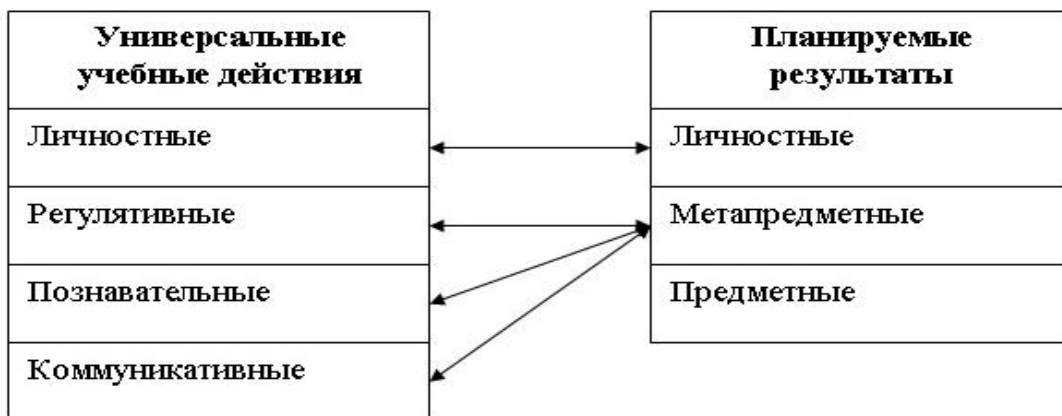 Универсальные
учебные действия
Личностные
Регулятивные
Познавательные
Коммуникативные
Планируемые
результаты
Личностные
Метапредметные
Предметные